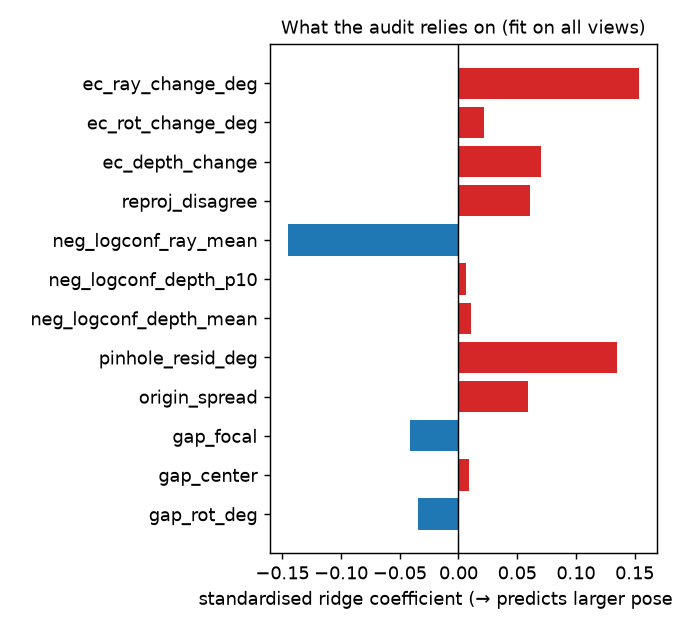 What the audit relies on (fit on all views)
ec_ray_change_deg
ec_rot_change_deg
ec_depth_change
reproj_disagree
neg_logconf_ray_mean
neg_logconf_depth_p10
neg_logconf_depth_mean
pinhole_resid_deg
origin_spread
gap_focal
gap_center
gap_rot_deg
−0.15 −0.10 −0.05 0.00 0.05 0.10 0.15
standardised ridge coefficient (→ predicts larger pose